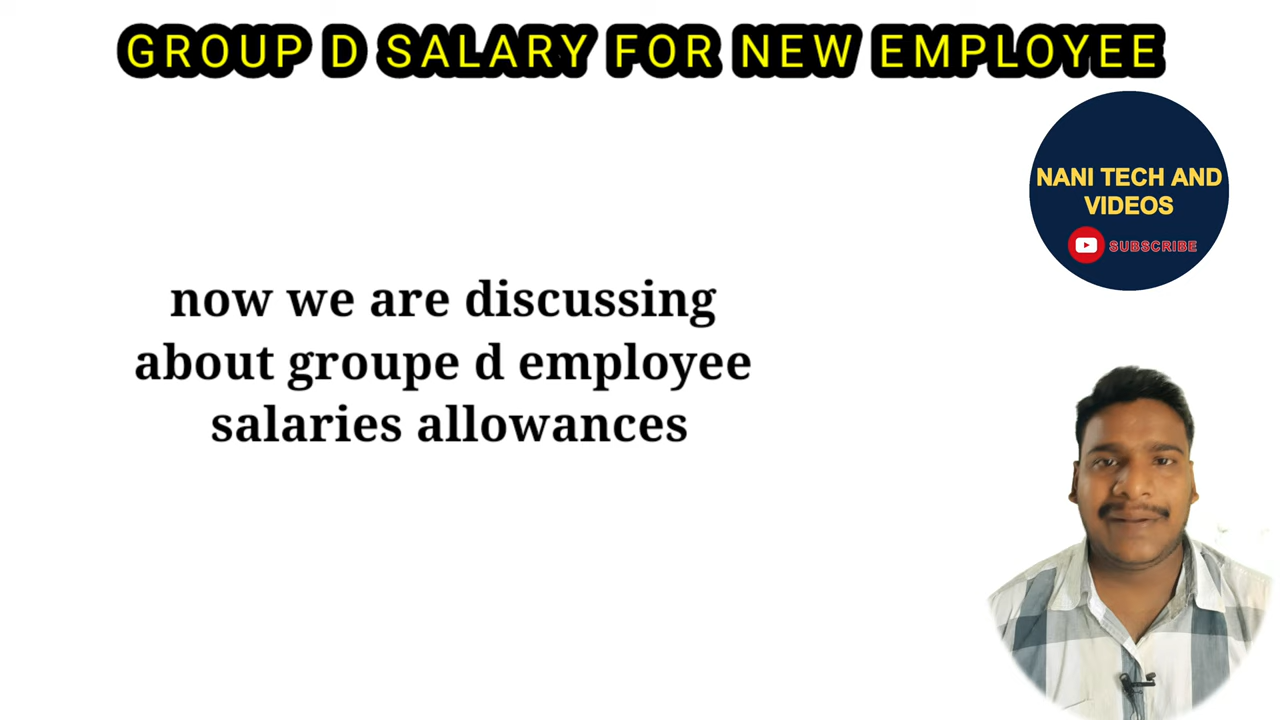 GROUP D SALARY FOR NEW EMPLOYEE
NANI TECH AND
VIDEOS
SUBSCRIBE
now we are discussing
about groupe d employee
salaries allowances